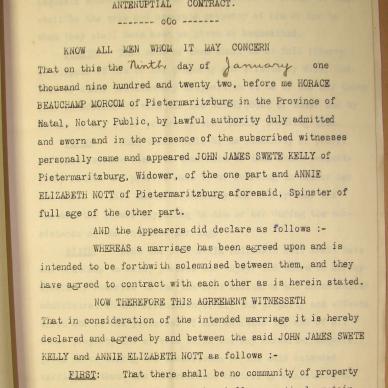 ANTENUPTIAL CONTRACT.
------- oOo -------
KNOW ALL MEN WHOM IT MAY CONCERN
That on this the Ninth day of January one
thousand nine hundred and twenty two, before me HORACE
BEAUCHAMP MORCOM of Pietermaritzburg in the Province of
Natal, Notary Public, by lawful authority duly admitted
and sworn and in the presence of the subscribed witnesses
personally came and appeared JOHN JAMES SWETE KELLY of
Pietermaritzburg, Widower, of the one part and ANNIE
ELIZABETH NOTT of Pietermaritzburg aforesaid, Spinster of
full age of the other part.
AND the Appearers did declare as follows :-
WHEREAS a marriage has been agreed upon and is
intended to be forthwith solemnised between them, and they
have agreed to contract with each other as is herein stated.
NOW THEREFORE THIS AGREEMENT WITNESSETH
That in consideration of the intended marriage it is hereby
declared and agreed by and between the said JOHN JAMES SWETE
KELLY and ANNIE ELIZABETH NOTT as follows :-
FIRST: That there shall be no community of property